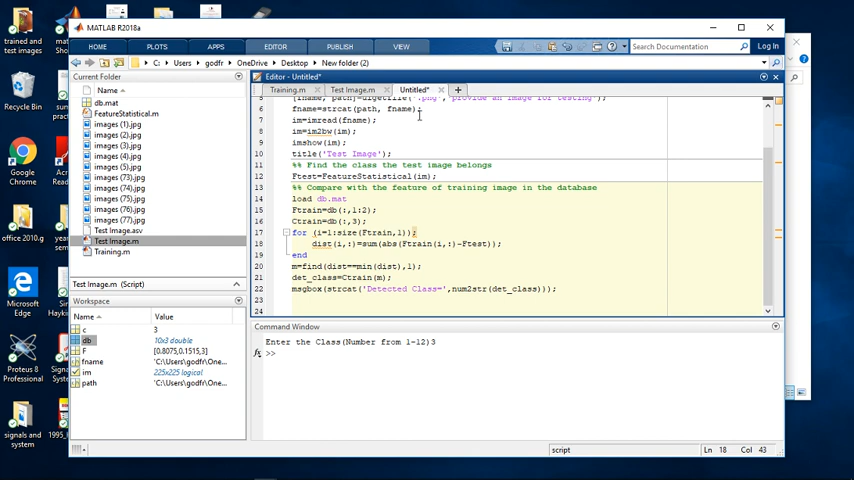 trained and test images
Recycle Bin
Google Chrome
office 2010.g
Microsoft Edge
Proteus 8 Professional
signals and system
MATLAB R2018a
HOME PLOTS APPS EDITOR PUBLISH VIEW Search Documentation Log In
C: Users godfr OneDrive Desktop New folder (2)
Current Folder
Name
db.mat
FeatureStatistical.m
images (1).jpg
images (2).jpg
images (3).jpg
images (4).jpg
images (5).jpg
images (73).jpg
images (74).jpg
images (75).jpg
images (76).jpg
images (77).jpg
Test Image.asv
Test Image.m
Training.m
Test Image.m (Script)
Workspace
Name Value
c 3
db 10x3 double
F [0.8075,0.1515,3]
fname 'C:\Users\godfr\One...
im 225x225 logical
path 'C:\Users\godfr\One...
Editor - Untitled*
Training.m Test Image.m Untitled*
6 fname=strcat(path, fname);
7 im=imread(fname);
8 im=im2bw(im);
9 imshow(im);
10 title('Test Image');
11 %% Find the class the test image belongs
12 Ftest=FeatureStatistical(im);
13 %% Compare with the feature of training image in the database
14 load db.mat
15 Ftrain=db(:,1:2);
16 Ctrain=db(:,3);
17 for (i=1:size(Ftrain,1));
18 dist(i,:)=sum(abs(Ftrain(i,:)-Ftest));
19 end
20 m=find(dist==min(dist),1);
21 det_class=Ctrain(m);
22 msgbox(strcat('Detected Class=',num2str(det_class)));
23
24
Command Window
Enter the Class(Number from 1-12)3
fx >>
script Ln 18 Col 43